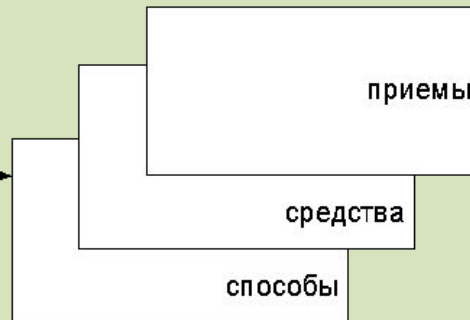 приемы
средства
способы